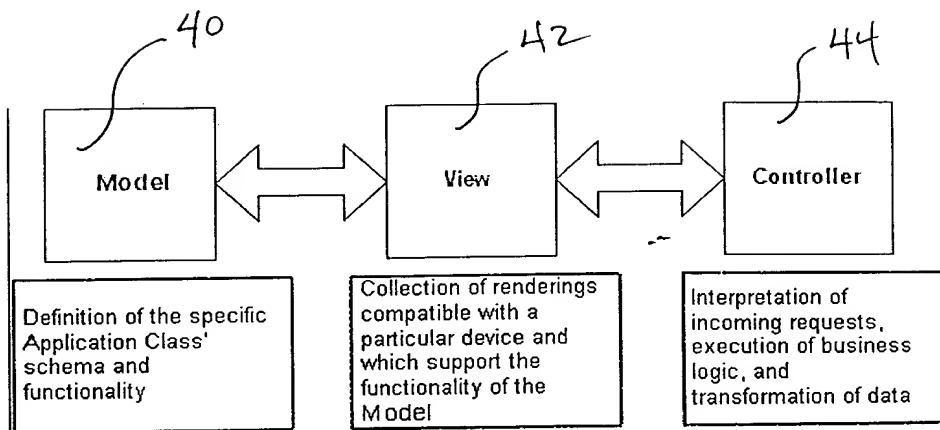 40
42
44
Model
View
Controller
Definition of the specific
Application Class'
schema and
functionality
Collection of renderings
compatible with a
particular device and
which support the
functionality of the
Model
Interpretation of
incoming requests,
execution of business
logic, and
transformation of data